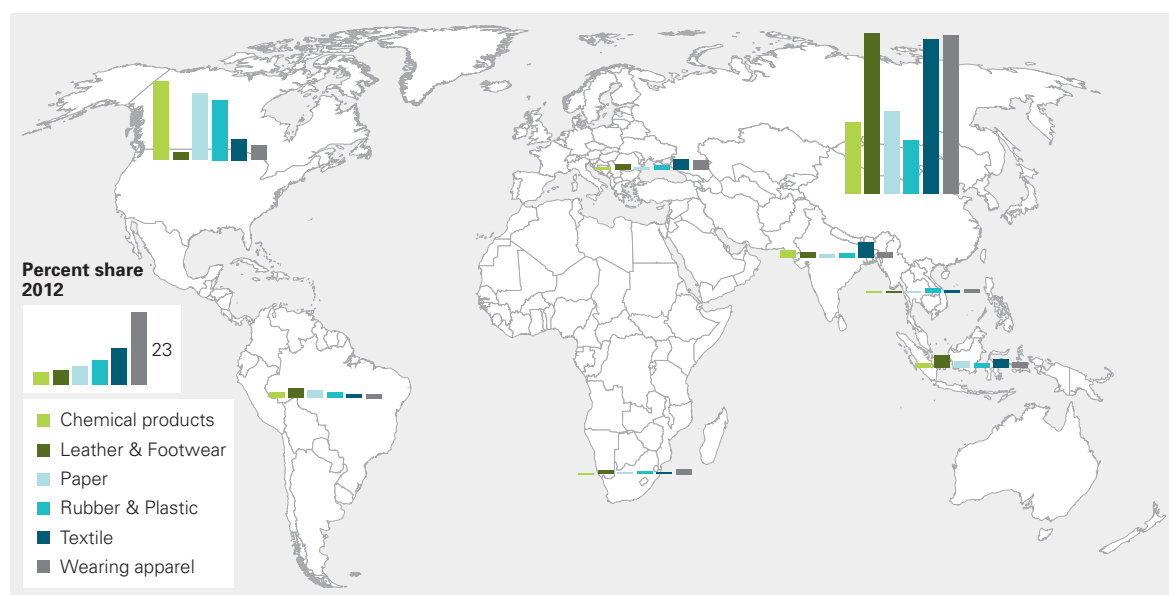 Percent share
2012
23
Chemical products
Leather & Footwear
Paper
Rubber & Plastic
Textile
Wearing apparel